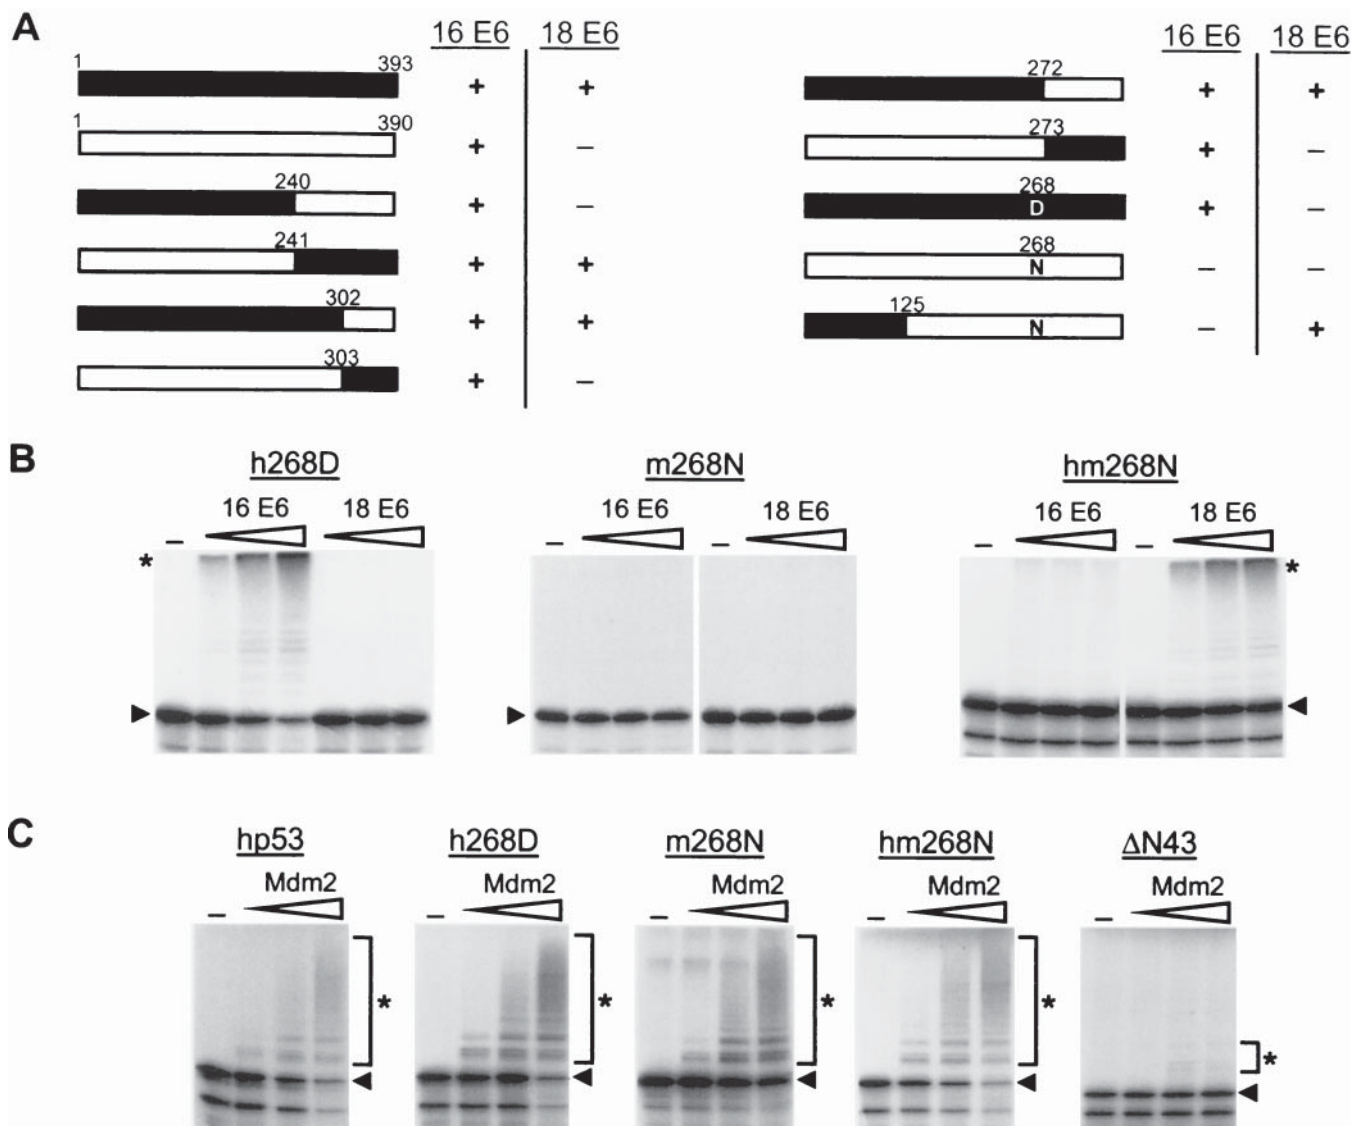 A
16 E6 18 E6
1 393
+ +
1 390
+ −
240
+ −
241
+ +
302
+ +
303
+ −
16 E6 18 E6
272
+ +
273
+ −
268
D + −
268
N − −
125
N − +
B
h268D
16 E6 18 E6
−
*
m268N
16 E6 18 E6
− −
hm268N
16 E6 18 E6
− −
*
C
hp53
Mdm2
−
*
h268D
Mdm2
−
*
m268N
Mdm2
−
*
hm268N
Mdm2
−
*
ΔN43
Mdm2
−
*